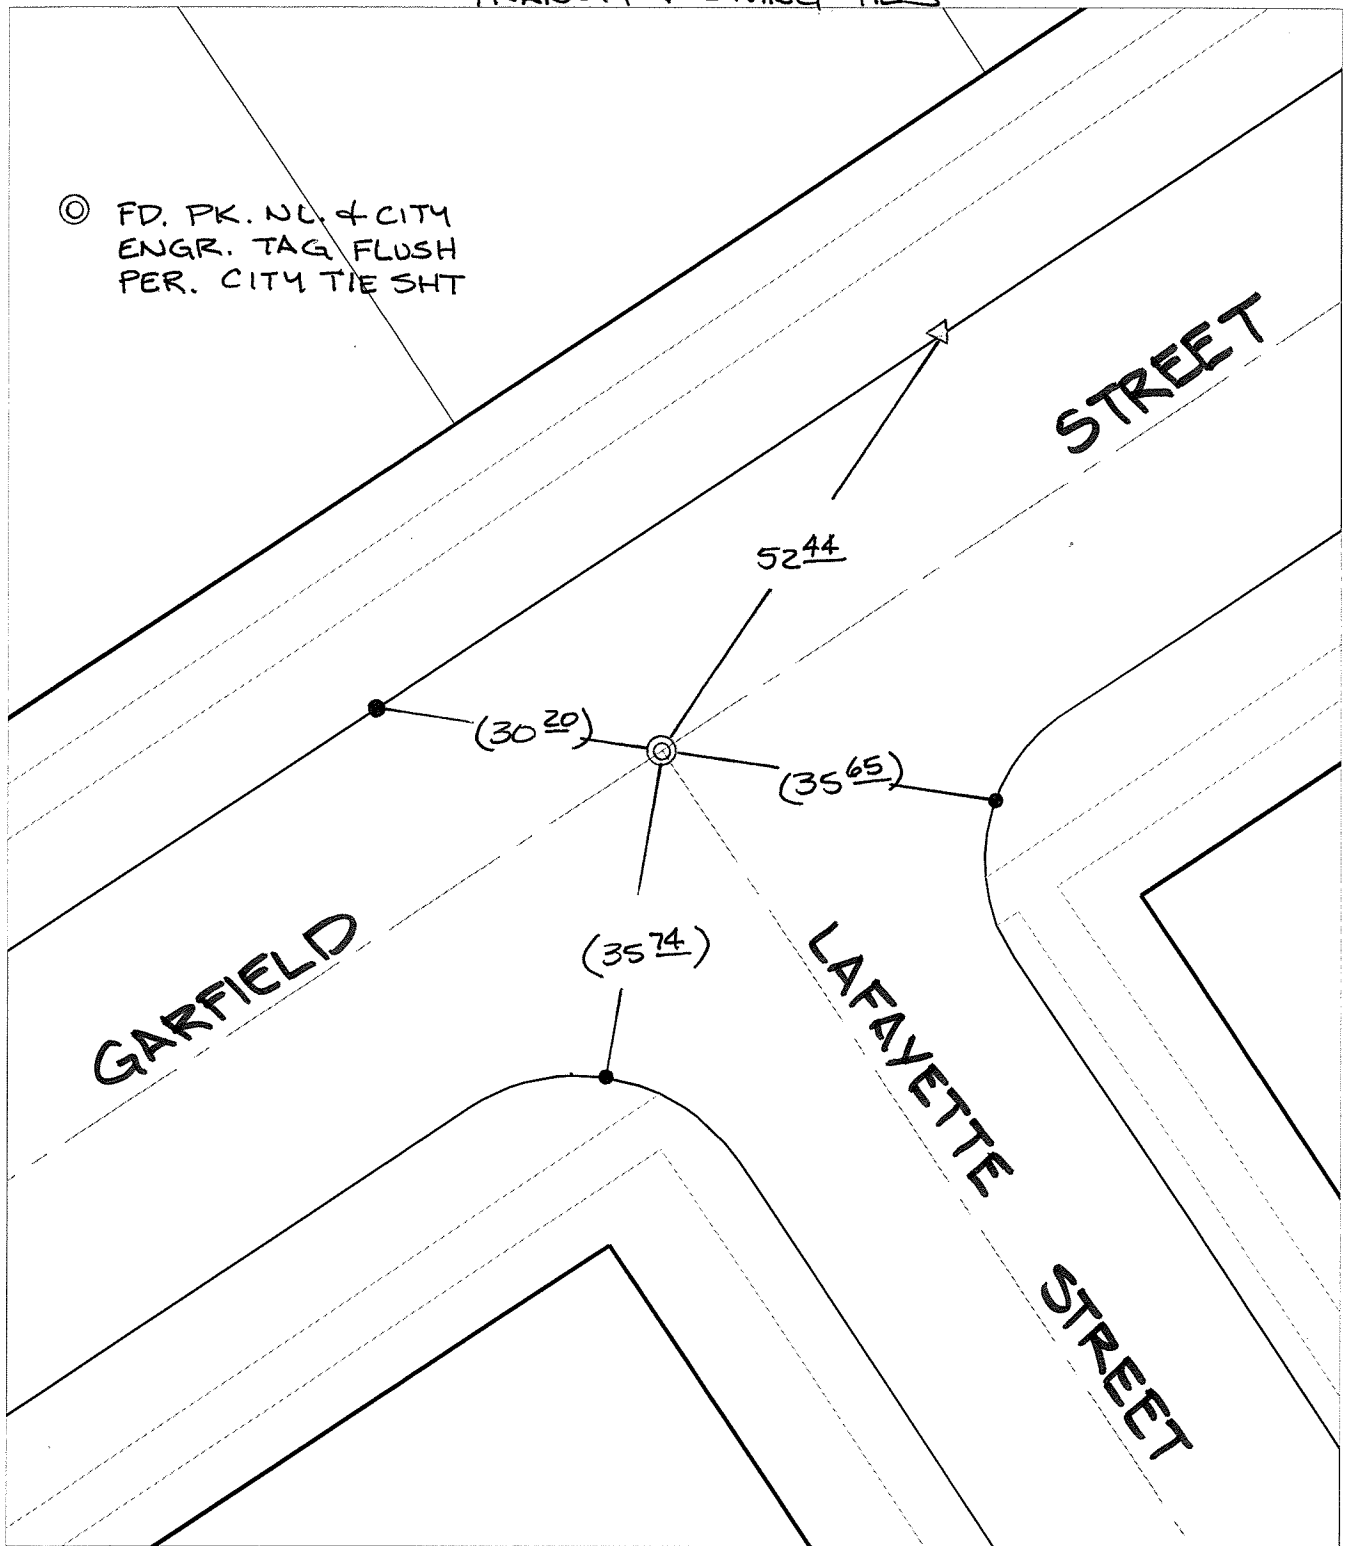 ◎ FD. PK. NL. & CITY
ENGR. TAG FLUSH
PER. CITY TIE SHT
STREET
52 44
(30 20)
(35 65)
(35 74)
GARFIELD
LAFAYETTE
STREET